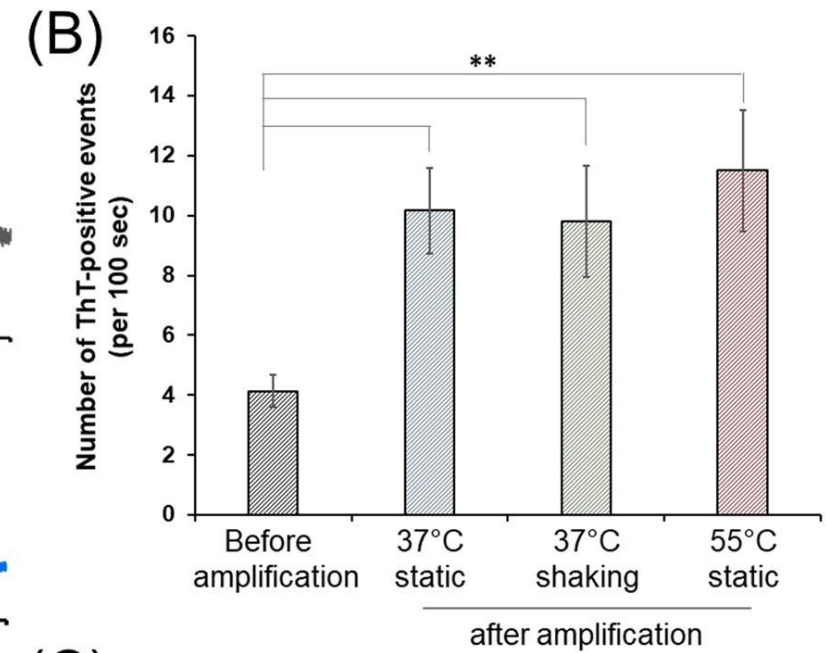 (B)
Number of ThT-positive events
(per 100 sec)
16
14
12
10
8
6
4
2
0
**
Before
amplification
37°C
static
37°C
shaking
55°C
static
after amplification